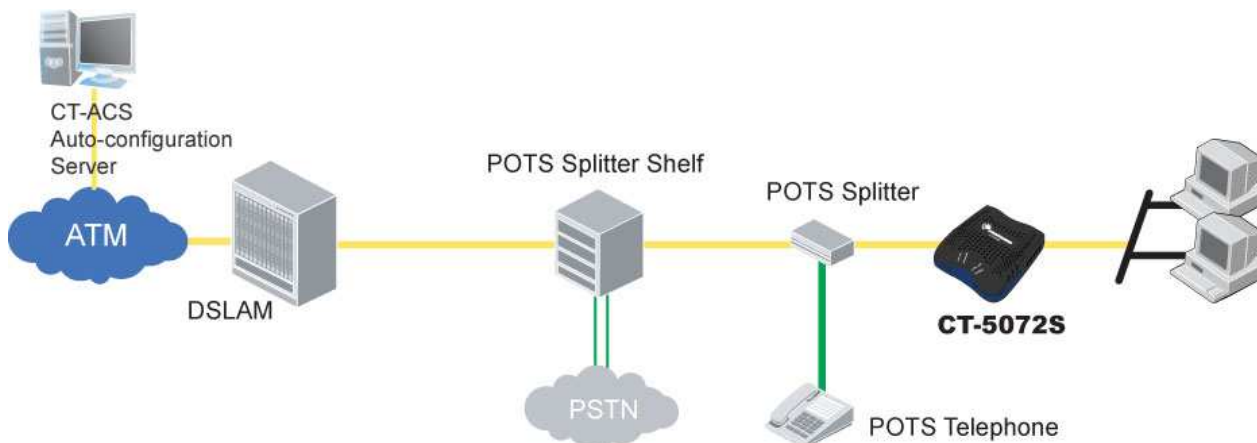 CT-ACS
Auto-configuration
Server
ATM
DSLAM
POTS Splitter Shelf
PSTN
POTS Splitter
POTS Telephone
CT-5072S